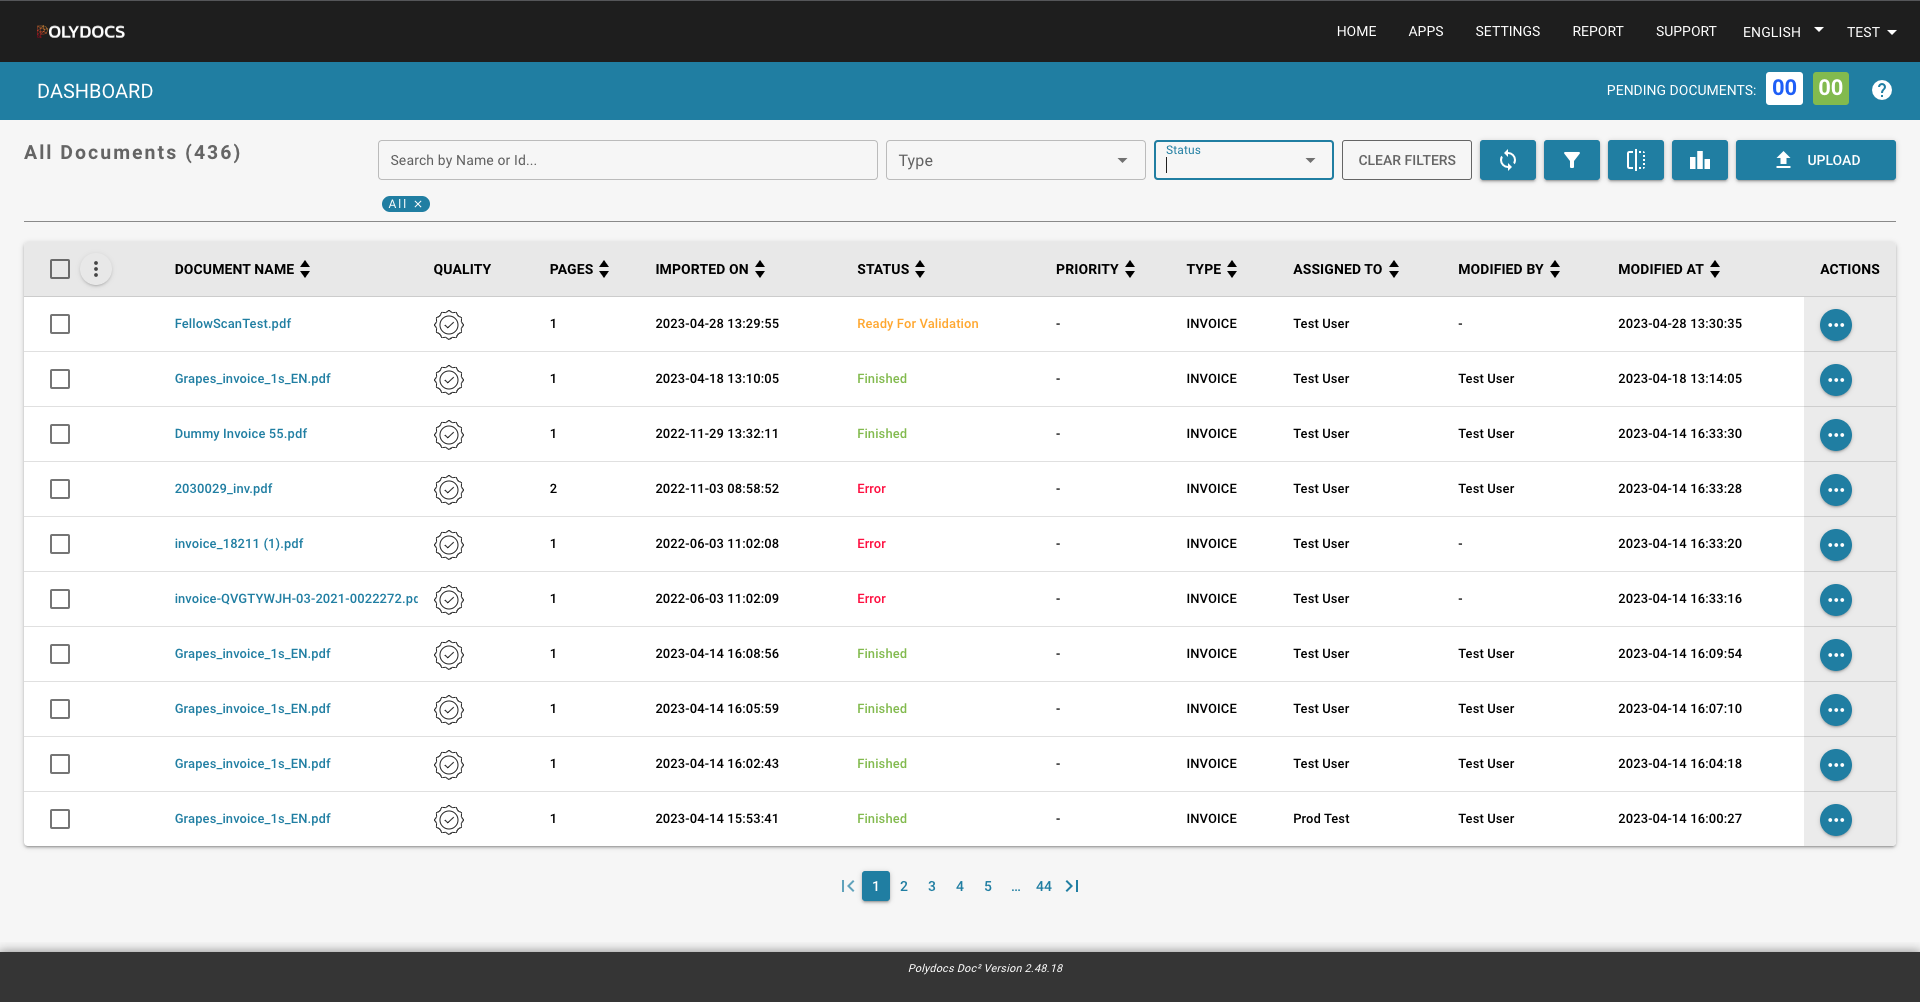 POLYDOCS HOME APPS SETTINGS REPORT SUPPORT ENGLISH TEST
DASHBOARD PENDING DOCUMENTS: 00 00
All Documents (436) Search by Name or Id... Type Status CLEAR FILTERS UPLOAD
All ×
DOCUMENT NAME QUALITY PAGES IMPORTED ON STATUS PRIORITY TYPE ASSIGNED TO MODIFIED BY MODIFIED AT ACTIONS
FellowScanTest.pdf 1 2023-04-28 13:29:55 Ready For Validation - INVOICE Test User - 2023-04-28 13:30:35
Grapes_invoice_1s_EN.pdf 1 2023-04-18 13:10:05 Finished - INVOICE Test User Test User 2023-04-18 13:14:05
Dummy Invoice 55.pdf 1 2022-11-29 13:32:11 Finished - INVOICE Test User Test User 2023-04-14 16:33:30
2030029_inv.pdf 2 2022-11-03 08:58:52 Error - INVOICE Test User Test User 2023-04-14 16:33:28
invoice_18211 (1).pdf 1 2022-06-03 11:02:08 Error - INVOICE Test User - 2023-04-14 16:33:20
invoice-QVGTYWJH-03-2021-0022272.pd 1 2022-06-03 11:02:09 Error - INVOICE Test User - 2023-04-14 16:33:16
Grapes_invoice_1s_EN.pdf 1 2023-04-14 16:08:56 Finished - INVOICE Test User Test User 2023-04-14 16:09:54
Grapes_invoice_1s_EN.pdf 1 2023-04-14 16:05:59 Finished - INVOICE Test User Test User 2023-04-14 16:07:10
Grapes_invoice_1s_EN.pdf 1 2023-04-14 16:02:43 Finished - INVOICE Test User Test User 2023-04-14 16:04:18
Grapes_invoice_1s_EN.pdf 1 2023-04-14 15:53:41 Finished - INVOICE Prod Test Test User 2023-04-14 16:00:27
1 2 3 4 5 ... 44
Polydocs Doc² Version 2.48.18